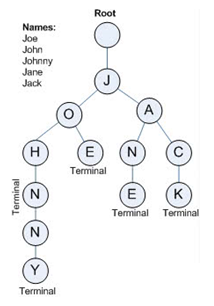 Root
Names:
Joe
John
Johnny
Jane
Jack
J
O
A
H
E
N
C
Terminal
Terminal
N
E
K
Terminal
Terminal
N
Y
Terminal